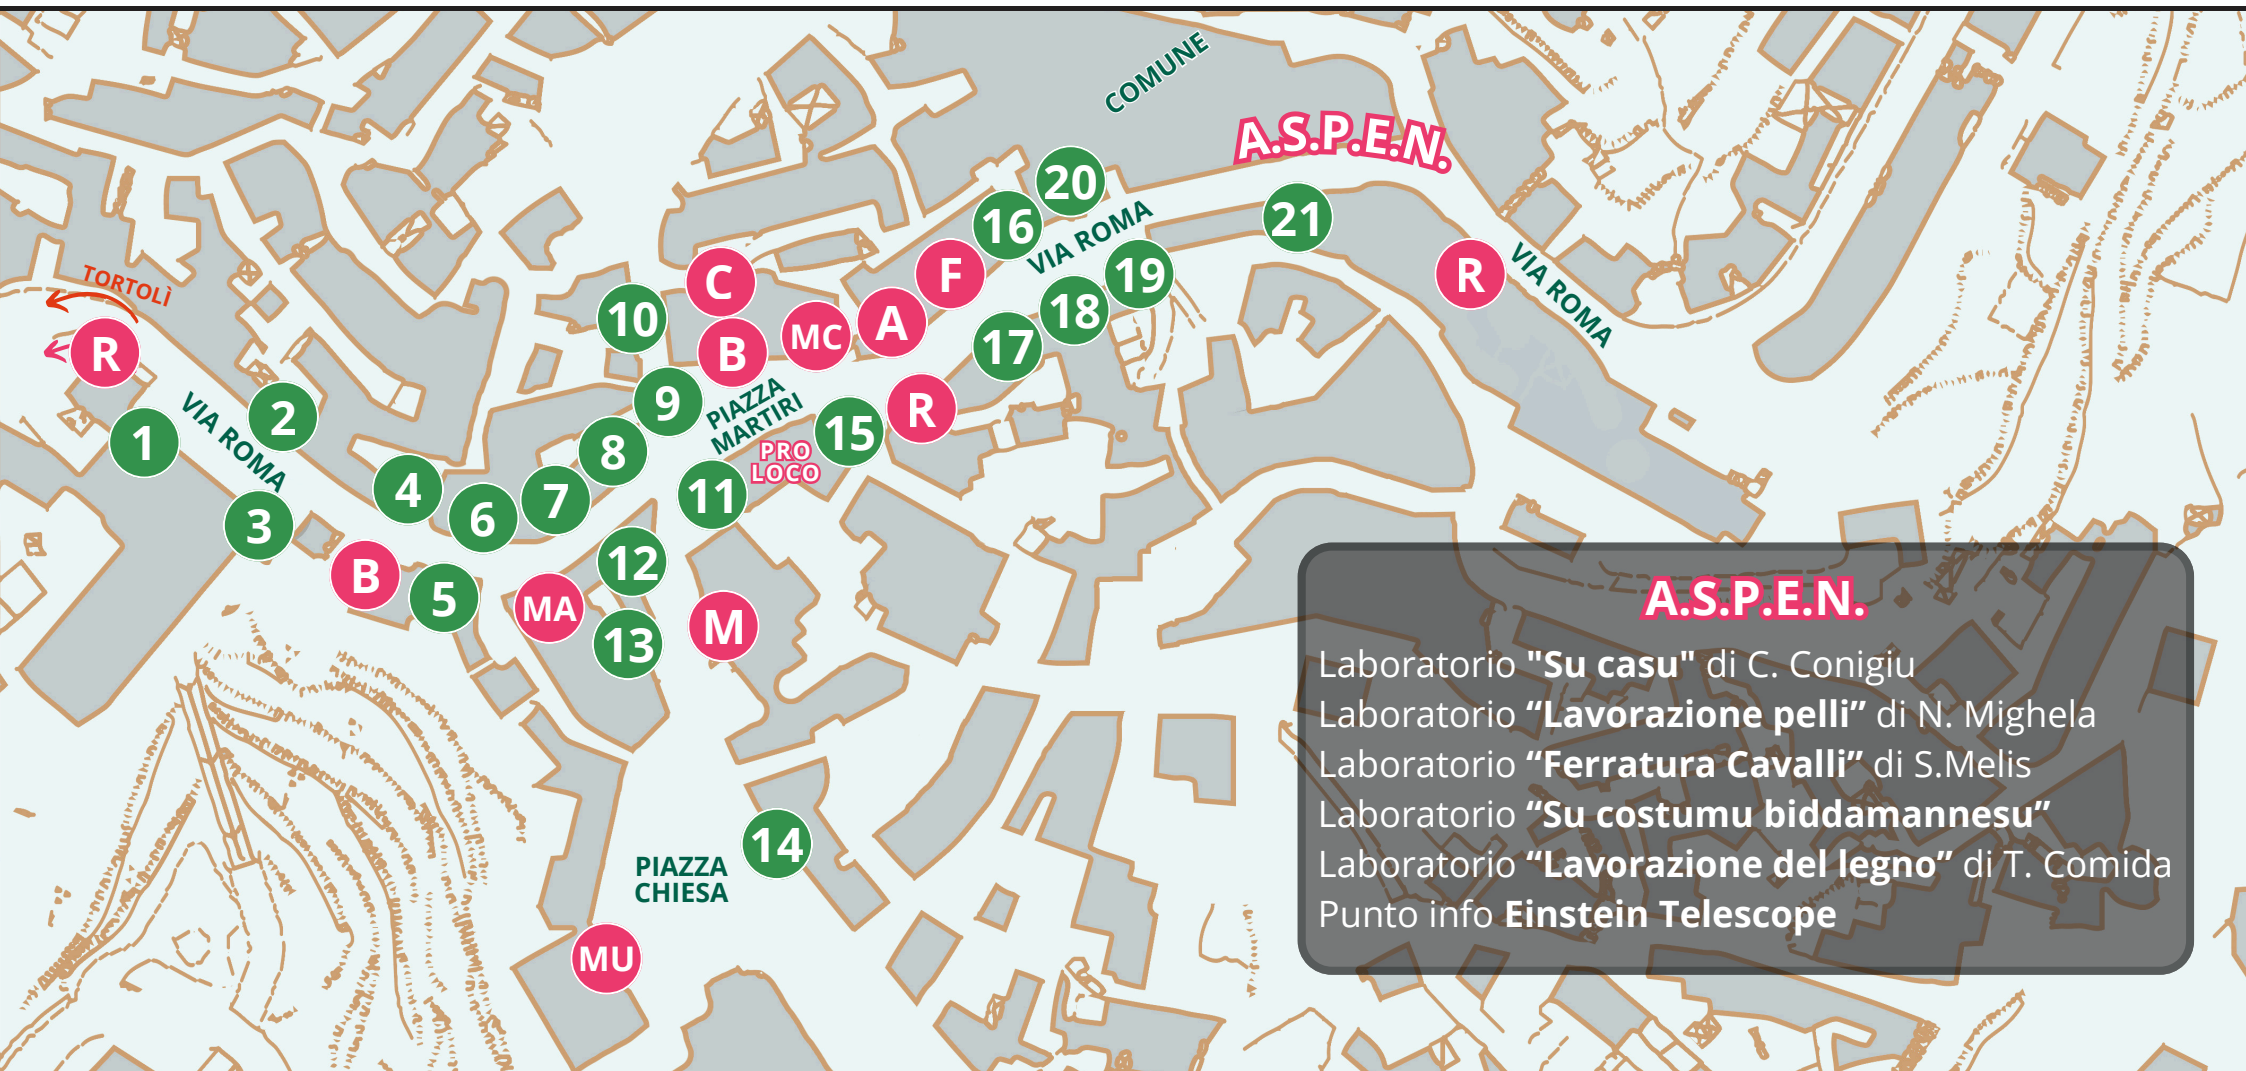 COMUNE
A.S.P.E.N.
20
16
VIA ROMA
21
19
F
C
R
VIA ROMA
TORTOLÌ
10
18
A
MC
B
17
R
9
PIAZZA
MARTIRI
R
15
2
VIA ROMA
1
8
PRO
LOCO
4
11
7
6
3
12
B
5
MA
M
13
14
PIAZZA
CHIESA
MU
A.S.P.E.N.
Laboratorio "Su casu" di C. Conigiu
Laboratorio “Lavorazione pelli” di N. Mighela
Laboratorio “Ferratura Cavalli” di S.Melis
Laboratorio “Su costumu biddamannesu”
Laboratorio “Lavorazione del legno” di T. Comida
Punto info Einstein Telescope